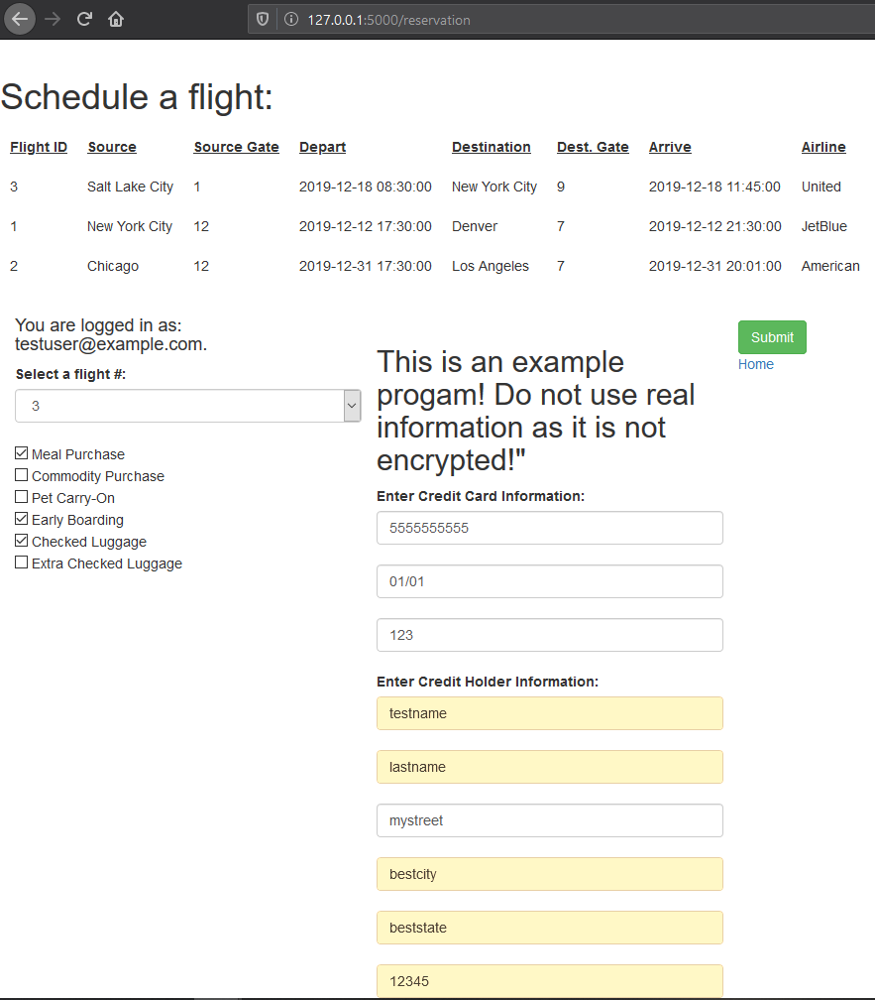 127.0.0.1:5000/reservation
Schedule a flight:
Flight ID Source Source Gate Depart Destination Dest. Gate Arrive Airline
3 Salt Lake City 1 2019-12-18 08:30:00 New York City 9 2019-12-18 11:45:00 United
1 New York City 12 2019-12-12 17:30:00 Denver 7 2019-12-12 21:30:00 JetBlue
2 Chicago 12 2019-12-31 17:30:00 Los Angeles 7 2019-12-31 20:01:00 American
You are logged in as:
testuser@example.com.
Select a flight #:
3
Meal Purchase
Commodity Purchase
Pet Carry-On
Early Boarding
Checked Luggage
Extra Checked Luggage
This is an example
progam! Do not use real
information as it is not
encrypted!"
Enter Credit Card Information:
5555555555
01/01
123
Enter Credit Holder Information:
testname
lastname
mystreet
bestcity
beststate
12345
Submit
Home